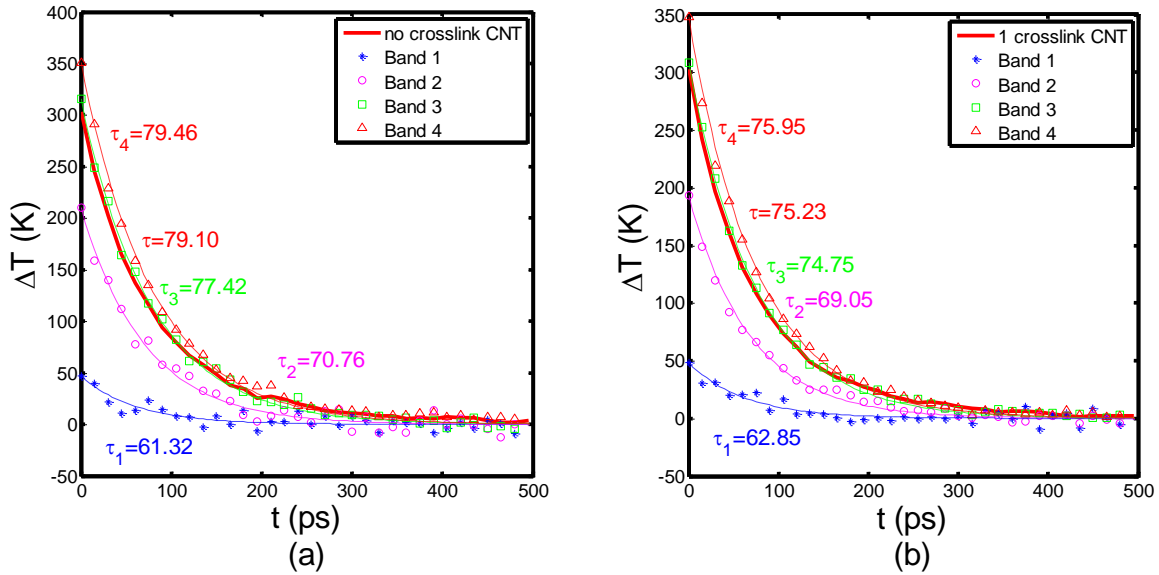 400
350
300
250
200
150
100
50
0
-50
ΔT (K)
no crosslink CNT
Band 1
Band 2
Band 3
Band 4
τ4=79.46
τ=79.10
τ3=77.42
τ2=70.76
τ1=61.32
0 100 200 300 400 500
t (ps)
(a)
350
300
250
200
150
100
50
0
-50
ΔT (K)
1 crosslink CNT
Band 1
Band 2
Band 3
Band 4
τ4=75.95
τ=75.23
τ3=74.75
τ2=69.05
τ1=62.85
0 100 200 300 400 500
t (ps)
(b)